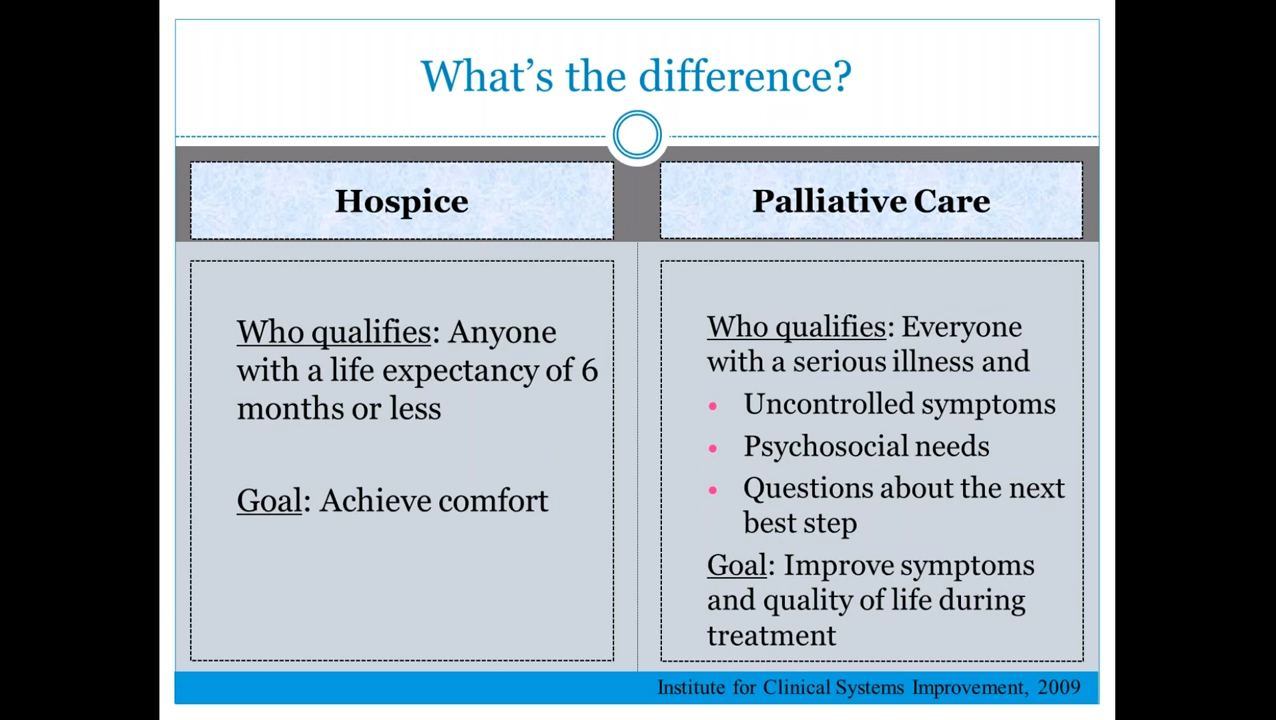 What's the difference?
Hospice
Who qualifies: Anyone
with a life expectancy of 6
months or less
Goal: Achieve comfort
Palliative Care
Who qualifies: Everyone
with a serious illness and
• Uncontrolled symptoms
• Psychosocial needs
• Questions about the next
best step
Goal: Improve symptoms
and quality of life during
treatment
Institute for Clinical Systems Improvement, 2009